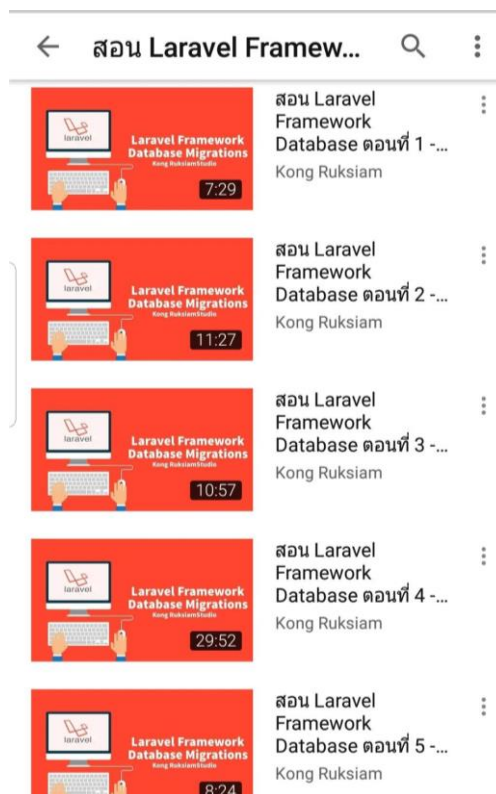 สอน Laravel Framew...
laravel
Laravel Framework
Database Migrations
Kong RuksiamStudio
7:29
สอน Laravel
Framework
Database ตอนที่ 1 -...
Kong Ruksiam
laravel
Laravel Framework
Database Migrations
Kong RuksiamStudio
11:27
สอน Laravel
Framework
Database ตอนที่ 2 -...
Kong Ruksiam
laravel
Laravel Framework
Database Migrations
Kong RuksiamStudio
10:57
สอน Laravel
Framework
Database ตอนที่ 3 -...
Kong Ruksiam
laravel
Laravel Framework
Database Migrations
Kong RuksiamStudio
29:52
สอน Laravel
Framework
Database ตอนที่ 4 -...
Kong Ruksiam
laravel
Laravel Framework
Database Migrations
Kong RuksiamStudio
8:24
สอน Laravel
Framework
Database ตอนที่ 5 -...
Kong Ruksiam